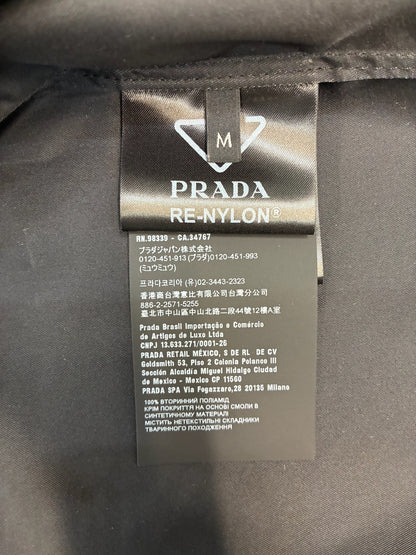 M
PRADA
RE-NYLON®
RN.98339 - CA.34767
プラダジャパン株式会社
0120-451-913 (プラダ)0120-451-993
(ミュウミュウ)
프라다코리아 (유)02-3443-2323
香港商台灣意比有限公司台灣分公司
886-2-2571-5255
臺北市中山區中山北路二段44號12樓A室
Prada Brasil Importação e Comércio
de Artigos de Luxo Ltda
CNPJ 13.633.271/0001-26
PRADA RETAIL MÉXICO, S DE RL DE CV
Goldsmith 53, Piso 2 Colonia Polanco III
Sección Alcaldía Miguel Hidalgo Ciudad
de Mexico - Mexico CP 11560
PRADA SPA Via Fogazzaro,28 20135 Milano
100% ВТОРИННИЙ ПОЛІАМІД
КРІМ ПОКРИТТЯ НА ОСНОВІ СМОЛИ В
СИНТЕТИЧНОМУ МАТЕРІАЛІ
МІСТИТЬ НЕТЕКСТИЛЬНІ СКЛАДНИКИ
ТВАРИННОГО ПОХОДЖЕННЯ